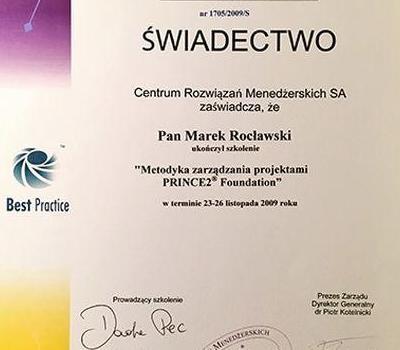 nr 1705/2009/S
ŚWIADECTWO
Centrum Rozwiązań Menedżerskich SA
zaświadcza, że
Pan Marek Rocławski
ukończył szkolenie
"Metodyka zarządzania projektami
PRINCE2® Foundation”
w terminie 23-26 listopada 2009 roku
™
Best Practice
Prowadzący szkolenie
Prezes Zarządu
Dyrektor Generalny
dr Piotr Kotelnicki
MENEDŻERSKICH